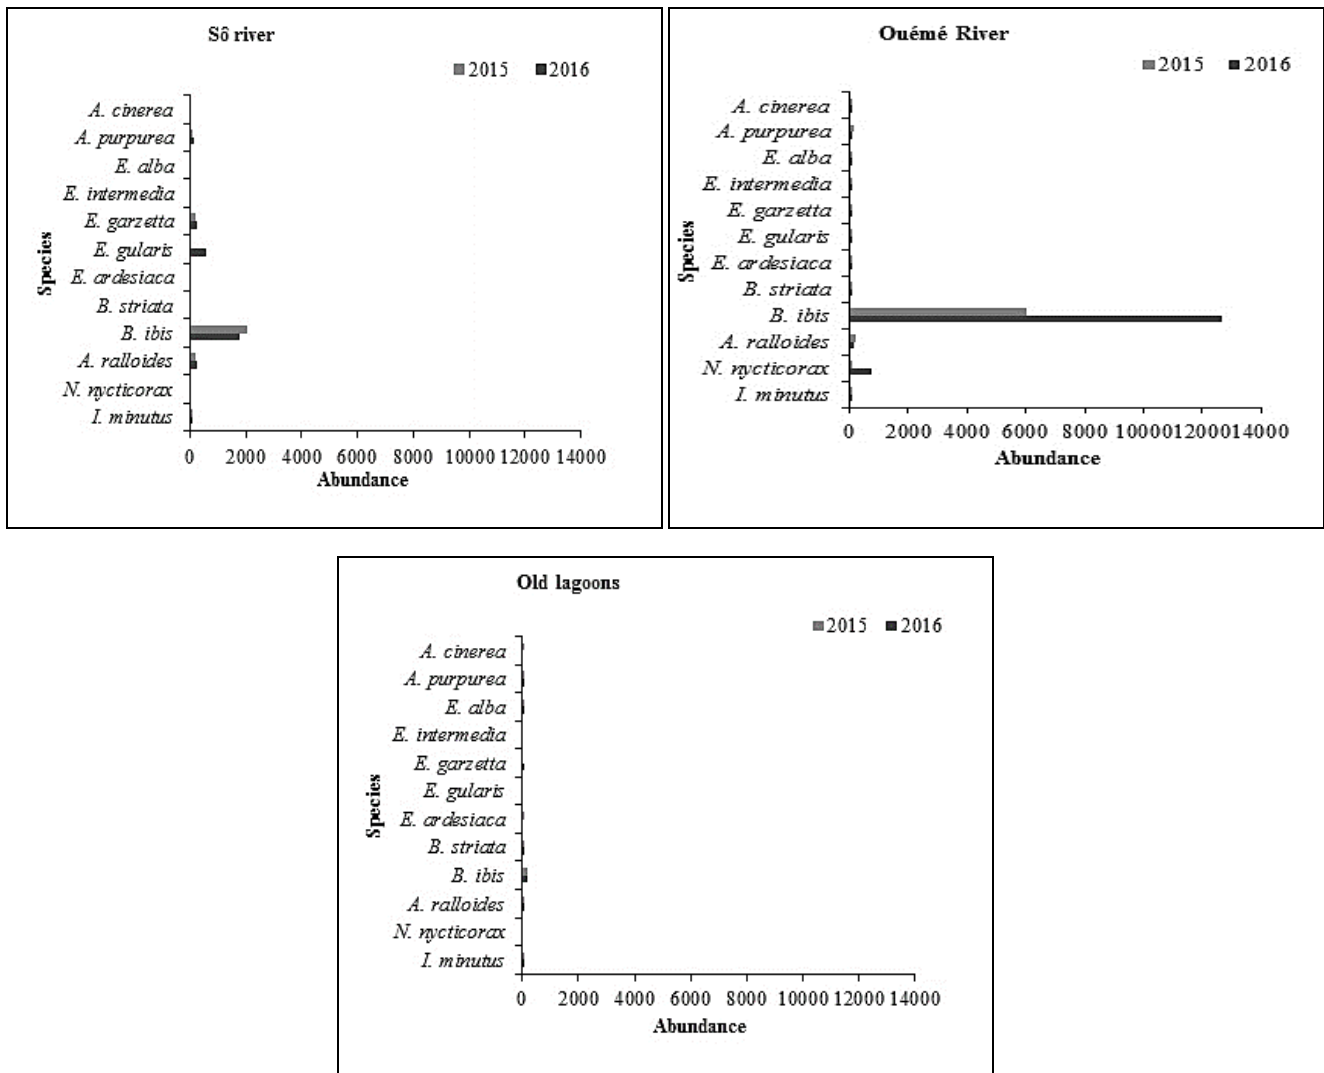 Sô river
2015 2016
Species
A. cinerea
A. purpurea
E. alba
E. intermedia
E. garzetta
E. gularis
E. ardesiaca
B. striata
B. ibis
A. ralloides
N. nycticorax
I. minutus
0 2000 4000 6000 8000 10000 12000 14000
Abundance
Ouémé River
2015 2016
Species
A. cinerea
A. purpurea
E. alba
E. intermedia
E. garzetta
E. gularis
E. ardesiaca
B. striata
B. ibis
A. ralloides
N. nycticorax
I. minutus
0 2000 4000 6000 8000 10000 12000 14000
Abundance
Old lagoons
2015 2016
Species
A. cinerea
A. purpurea
E. alba
E. intermedia
E. garzetta
E. gularis
E. ardesiaca
B. striata
B. ibis
A. ralloides
N. nycticorax
I. minutus
0 2000 4000 6000 8000 10000 12000 14000
Abundance